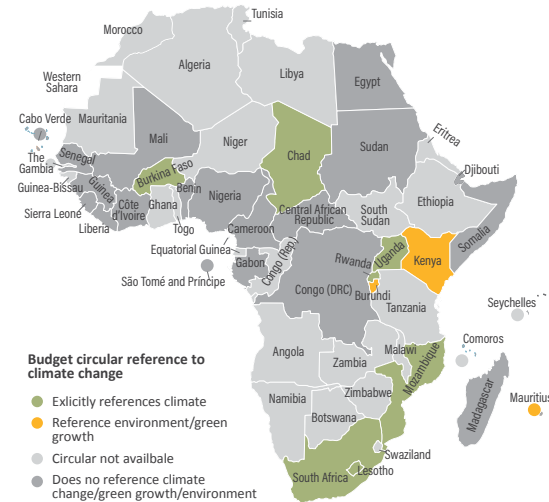 Tunisia
Morocco
Algeria
Libya
Egypt
Western
Sahara
Cabo Verde
Mauritania
Mali
Niger
Chad
Sudan
Eritrea
The
Gambia
Senegal
Burkina Faso
Djibouti
Guinea-Bissau
Guinea
Benin
Nigeria
Ethiopia
Sierra Leone
Côte
d'Ivoire
Ghana
Central African
Republic
South
Sudan
Somalia
Liberia
Togo
Cameroon
Equatorial Guinea
Gabon
Congo (Rep.)
Uganda
Kenya
Rwanda
São Tomé and Príncipe
Congo (DRC)
Burundi
Tanzania
Seychelles
Comoros
Angola
Malawi
Zambia
Mozambique
Zimbabwe
Madagascar
Mauritius
Namibia
Botswana
Swaziland
South Africa
Lesotho
Budget circular reference to
climate change
Exlicitly references climate
Reference environment/green
growth
Circular not availbale
Does no reference climate
change/green growth/environment